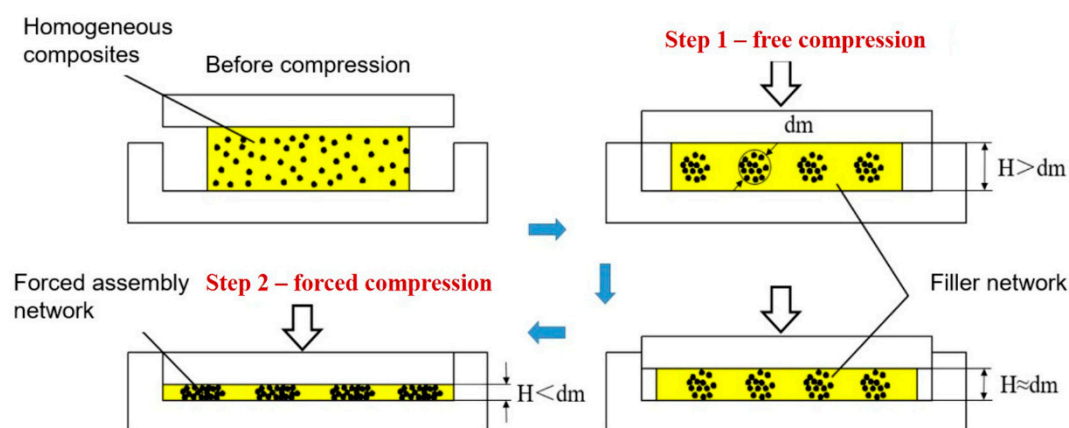 Homogeneous
composites
Before compression
Step 1 – free compression
dm
H>dm
Forced assembly
network
Step 2 – forced compression
Filler network
H<dm
H≈dm